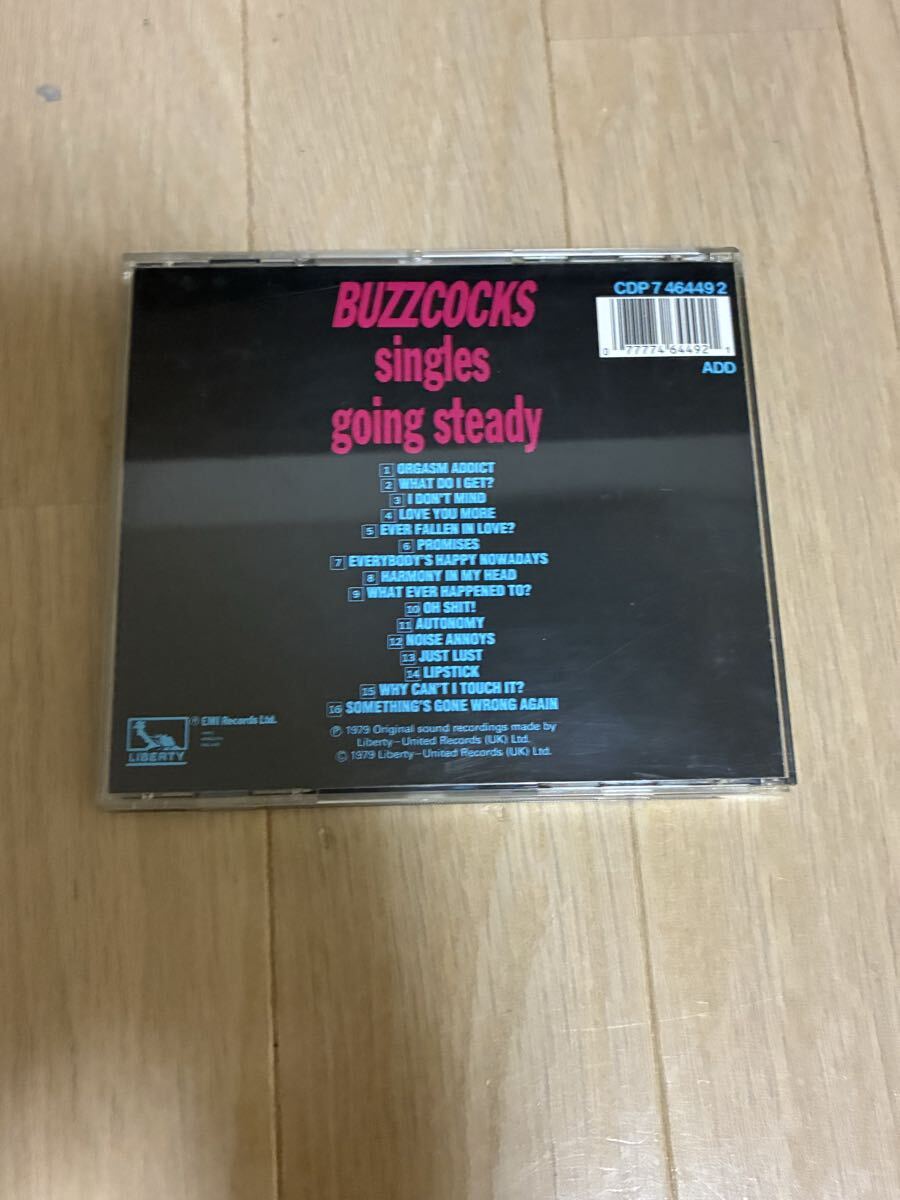 BUZZCOCKS
singles
going steady
CDP 7 46449 2
0 77774 64492 1
ADD
1 ORGASM ADDICT
2 WHAT DO I GET?
3 I DON'T MIND
4 LOVE YOU MORE
5 EVER FALLEN IN LOVE?
6 PROMISES
7 EVERYBODY'S HAPPY NOWADAYS
8 HARMONY IN MY HEAD
9 WHAT EVER HAPPENED TO?
10 OH SHIT!
11 AUTONOMY
12 NOISE ANNOYS
13 JUST LUST
14 LIPSTICK
15 WHY CAN'T I TOUCH IT?
16 SOMETHING'S GONE WRONG AGAIN
℗ 1979 Original sound recordings made by
Liberty–United Records (UK) Ltd.
© 1979 Liberty–United Records (UK) Ltd.
LIBERTY
℗ EMI Records Ltd.